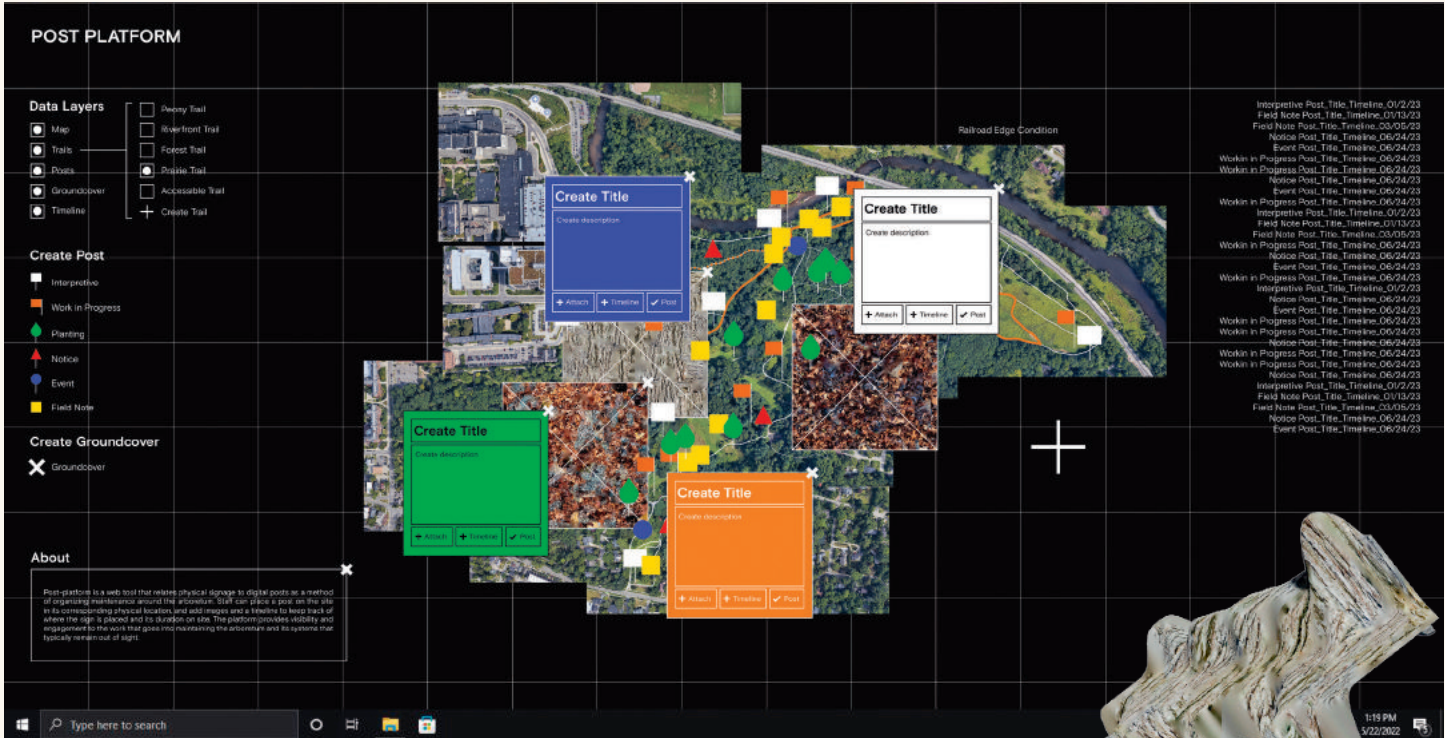 POST PLATFORM
Data Layers
Map
Trails
Posts
Groundcover
Timeline
Peony Trail
Riverfront Trail
Forest Trail
Prairie Trail
Accessible Trail
Create Trail
Create Post
Interpretive
Work in Progress
Planting
Notice
Event
Field Note
Create Groundcover
Groundcover
About
Post-platform is a web tool that relates physical signage to digital posts as a method
of organizing maintenance around the arboretum. Staff can place a post on the site
in its corresponding physical location, and add images and a timeline to keep track of
where the sign is placed and its duration on site. The platform provides visibility and
engagement to the work that goes into maintaining the arboretum and its systems that
typically remain out of sight.
Create Title
Create description
+ Attach
+ Timeline
✓ Post
Railroad Edge Condition
Create Title
Create description
+ Attach
+ Timeline
✓ Post
Create Title
Create description
+ Attach
+ Timeline
✓ Post
Create Title
Create description
+ Attach
+ Timeline
✓ Post
Interpretive Post_Title_Timeline_01/2/23
Field Note Post_Title_Timeline_01/13/23
Field Note Post_Title_Timeline_03/05/23
Notice Post_Title_Timeline_06/24/23
Event Post_Title_Timeline_06/24/23
Workin in Progress Post_Title_Timeline_06/24/23
Workin in Progress Post_Title_Timeline_06/24/23
Notice Post_Title_Timeline_06/24/23
Event Post_Title_Timeline_06/24/23
Workin in Progress Post_Title_Timeline_06/24/23
Interpretive Post_Title_Timeline_01/2/23
Field Note Post_Title_Timeline_01/13/23
Field Note Post_Title_Timeline_03/05/23
Workin in Progress Post_Title_Timeline_06/24/23
Notice Post_Title_Timeline_06/24/23
Event Post_Title_Timeline_06/24/23
Workin in Progress Post_Title_Timeline_06/24/23
Interpretive Post_Title_Timeline_01/2/23
Notice Post_Title_Timeline_06/24/23
Event Post_Title_Timeline_06/24/23
Workin in Progress Post_Title_Timeline_06/24/23
Workin in Progress Post_Title_Timeline_06/24/23
Notice Post_Title_Timeline_06/24/23
Workin in Progress Post_Title_Timeline_06/24/23
Workin in Progress Post_Title_Timeline_06/24/23
Notice Post_Title_Timeline_06/24/23
Interpretive Post_Title_Timeline_01/2/23
Field Note Post_Title_Timeline_01/13/23
Field Note Post_Title_Timeline_03/05/23
Notice Post_Title_Timeline_06/24/23
Event Post_Title_Timeline_06/24/23
Type here to search
1:19 PM
5/22/2022